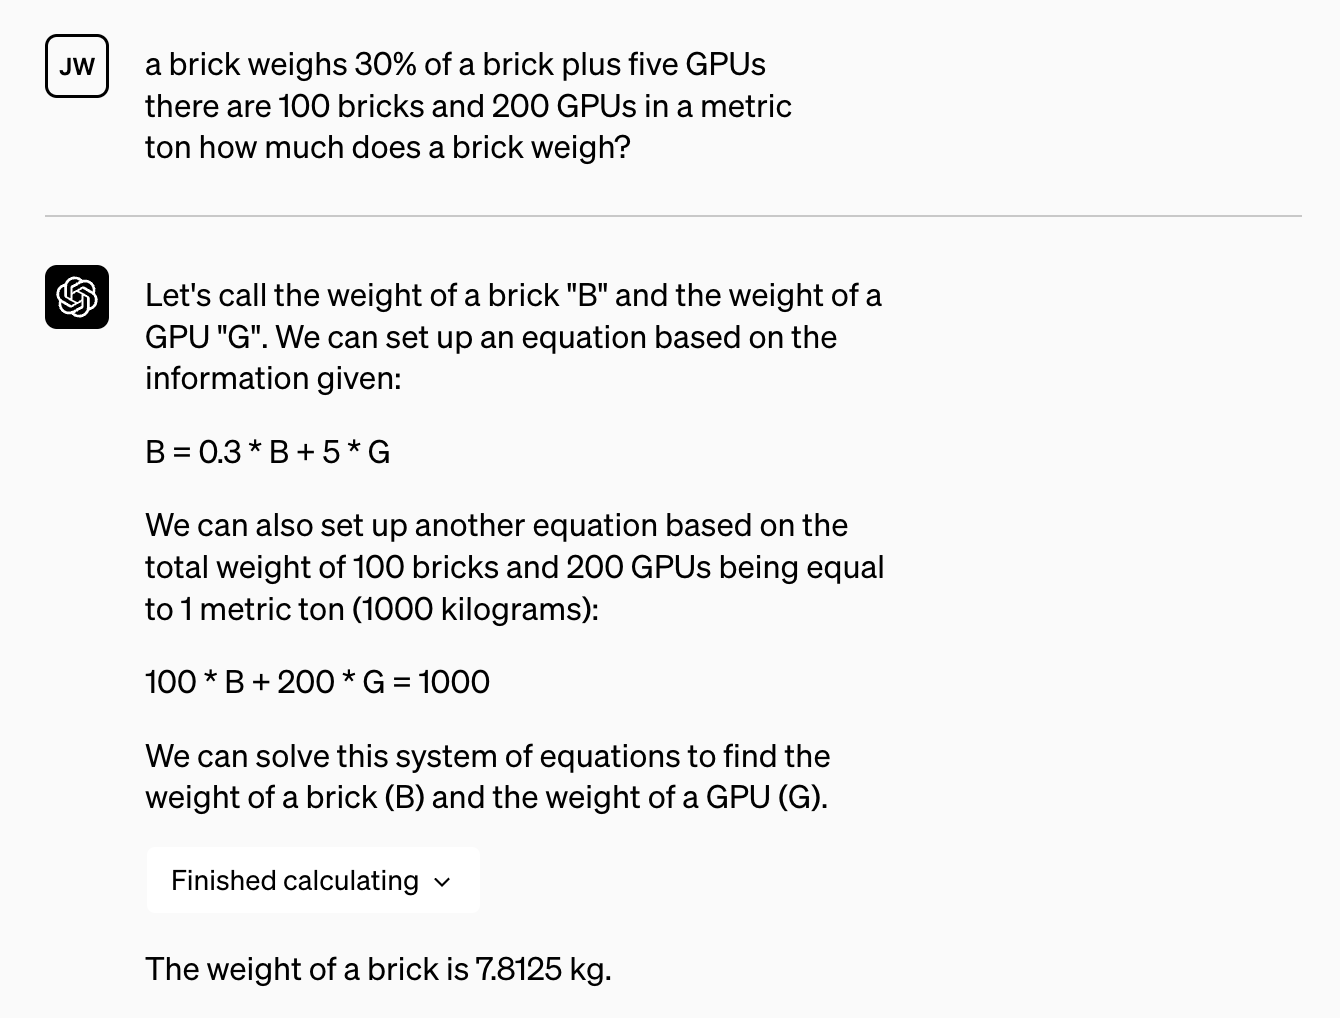 JW
a brick weighs 30% of a brick plus five GPUs
there are 100 bricks and 200 GPUs in a metric
ton how much does a brick weigh?
Let's call the weight of a brick "B" and the weight of a
GPU "G". We can set up an equation based on the
information given:
B = 0.3 * B + 5 * G
We can also set up another equation based on the
total weight of 100 bricks and 200 GPUs being equal
to 1 metric ton (1000 kilograms):
100 * B + 200 * G = 1000
We can solve this system of equations to find the
weight of a brick (B) and the weight of a GPU (G).
Finished calculating
The weight of a brick is 7.8125 kg.